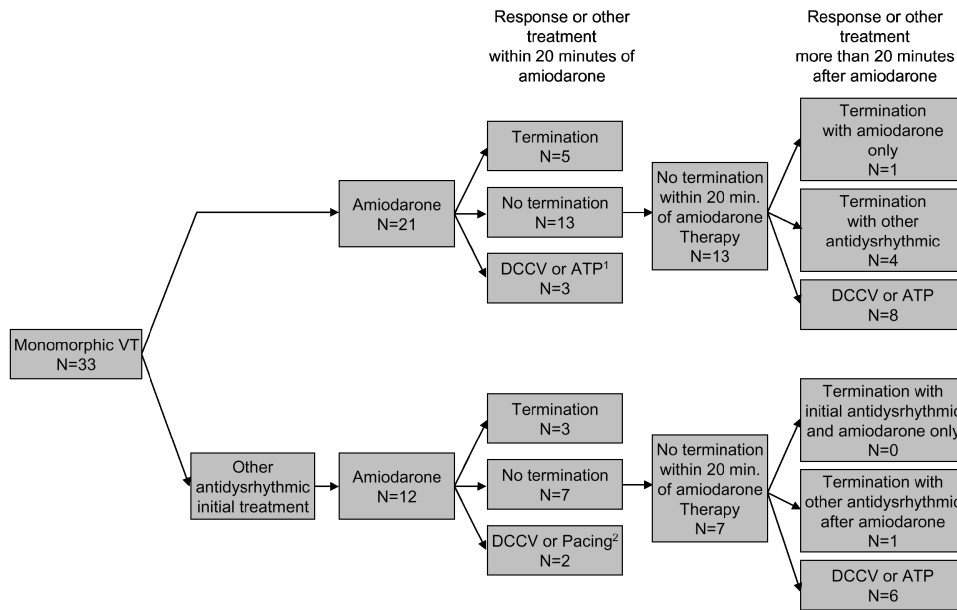 Response or other
treatment
within 20 minutes of
amiodarone
Response or other
treatment
more than 20 minutes
after amiodarone
Termination
N=5
Termination
with amiodarone
only
N=1
Amiodarone
N=21
No termination
N=13
No termination
within 20 min.
of amiodarone
Therapy
N=13
Termination
with other
antidysrhythmic
N=4
DCCV or ATP¹
N=3
DCCV or ATP
N=8
Monomorphic VT
N=33
Termination
N=3
Termination with
initial antidysrhythmic
and amiodarone only
N=0
Other
antidysrhythmic
initial treatment
Amiodarone
N=12
No termination
N=7
No termination
within 20 min.
of amiodarone
Therapy
N=7
Termination with
other antidysrhythmic
after amiodarone
N=1
DCCV or Pacing²
N=2
DCCV or ATP
N=6